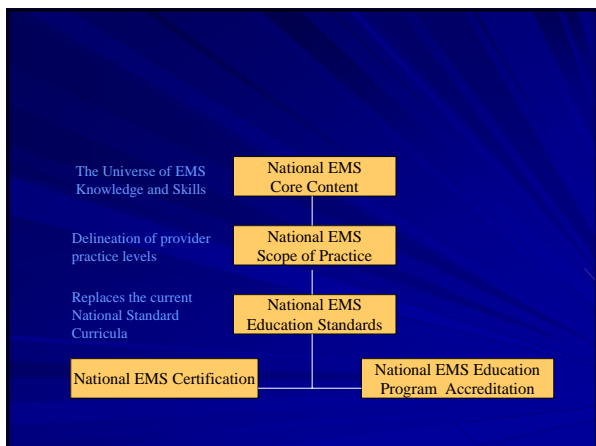 The Universe of EMS
Knowledge and Skills
National EMS
Core Content
Delineation of provider
practice levels
National EMS
Scope of Practice
Replaces the current
National Standard
Curricula
National EMS
Education Standards
National EMS Certification
National EMS Education
Program Accreditation